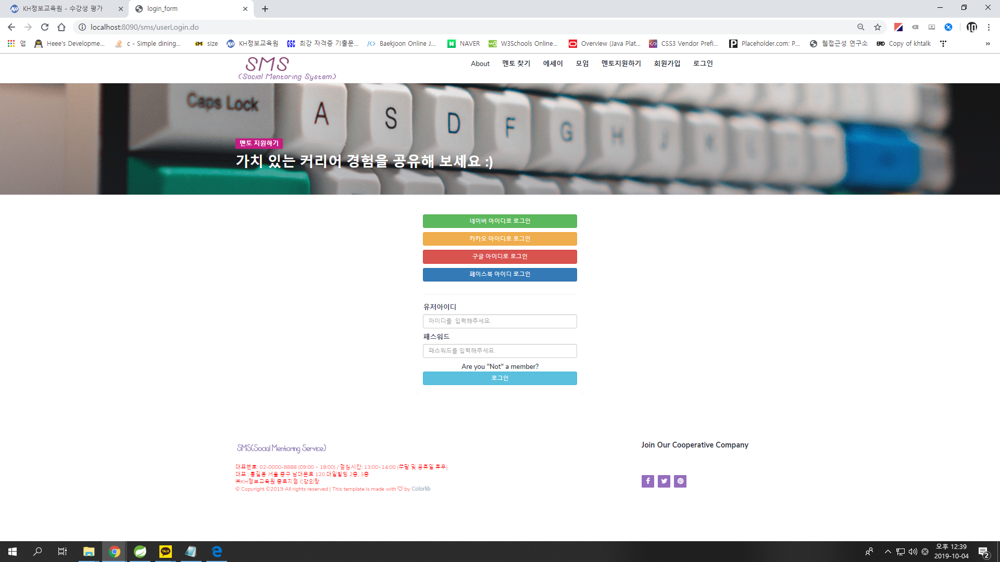 KH정보교육원 - 수강생 평가
login_form
localhost:8090/sms/userLogin.do
앱 Heee's Developme... c - Simple dining... size KH정보교육원 최강 자격증 기출문... Baekjoon Online J... NAVER W3Schools Online... Overview (Java Plat... CSS3 Vendor Prefi... Placeholder.com: P... 웹접근성 연구소 Copy of khtalk »
SMS
(Social Mentoring System)
About 멘토 찾기 에세이 모임 멘토지원하기 회원가입 로그인
Caps Lock A S D F G H J K L
멘토 지원하기
가치 있는 커리어 경험을 공유해 보세요 :)
네이버 아이디로 로그인
카카오 아이디로 로그인
구글 아이디로 로그인
페이스북 아이디 로그인
유저아이디
아이디를 입력해주세요.
패스워드
패스워드를 입력해주세요.
Are you "Not" a member?
로그인
SMS(Social Mentoring Service)
Join Our Cooperative Company
대표번호: 02-0000-8888 (09:00 ~ 18:00) / 점심시간: 13:00~14:00 (주말 및 공휴일 휴무)
대표 : 홍길동 서울 중구 남대문로 120 대일빌딩 2층, 3층
㈜KH정보교육원 종로지점 C강의장
© Copyright ©2019 All rights reserved | This template is made with ♡ by Colorlib
TALK
오후 12:39
2019-10-04
2